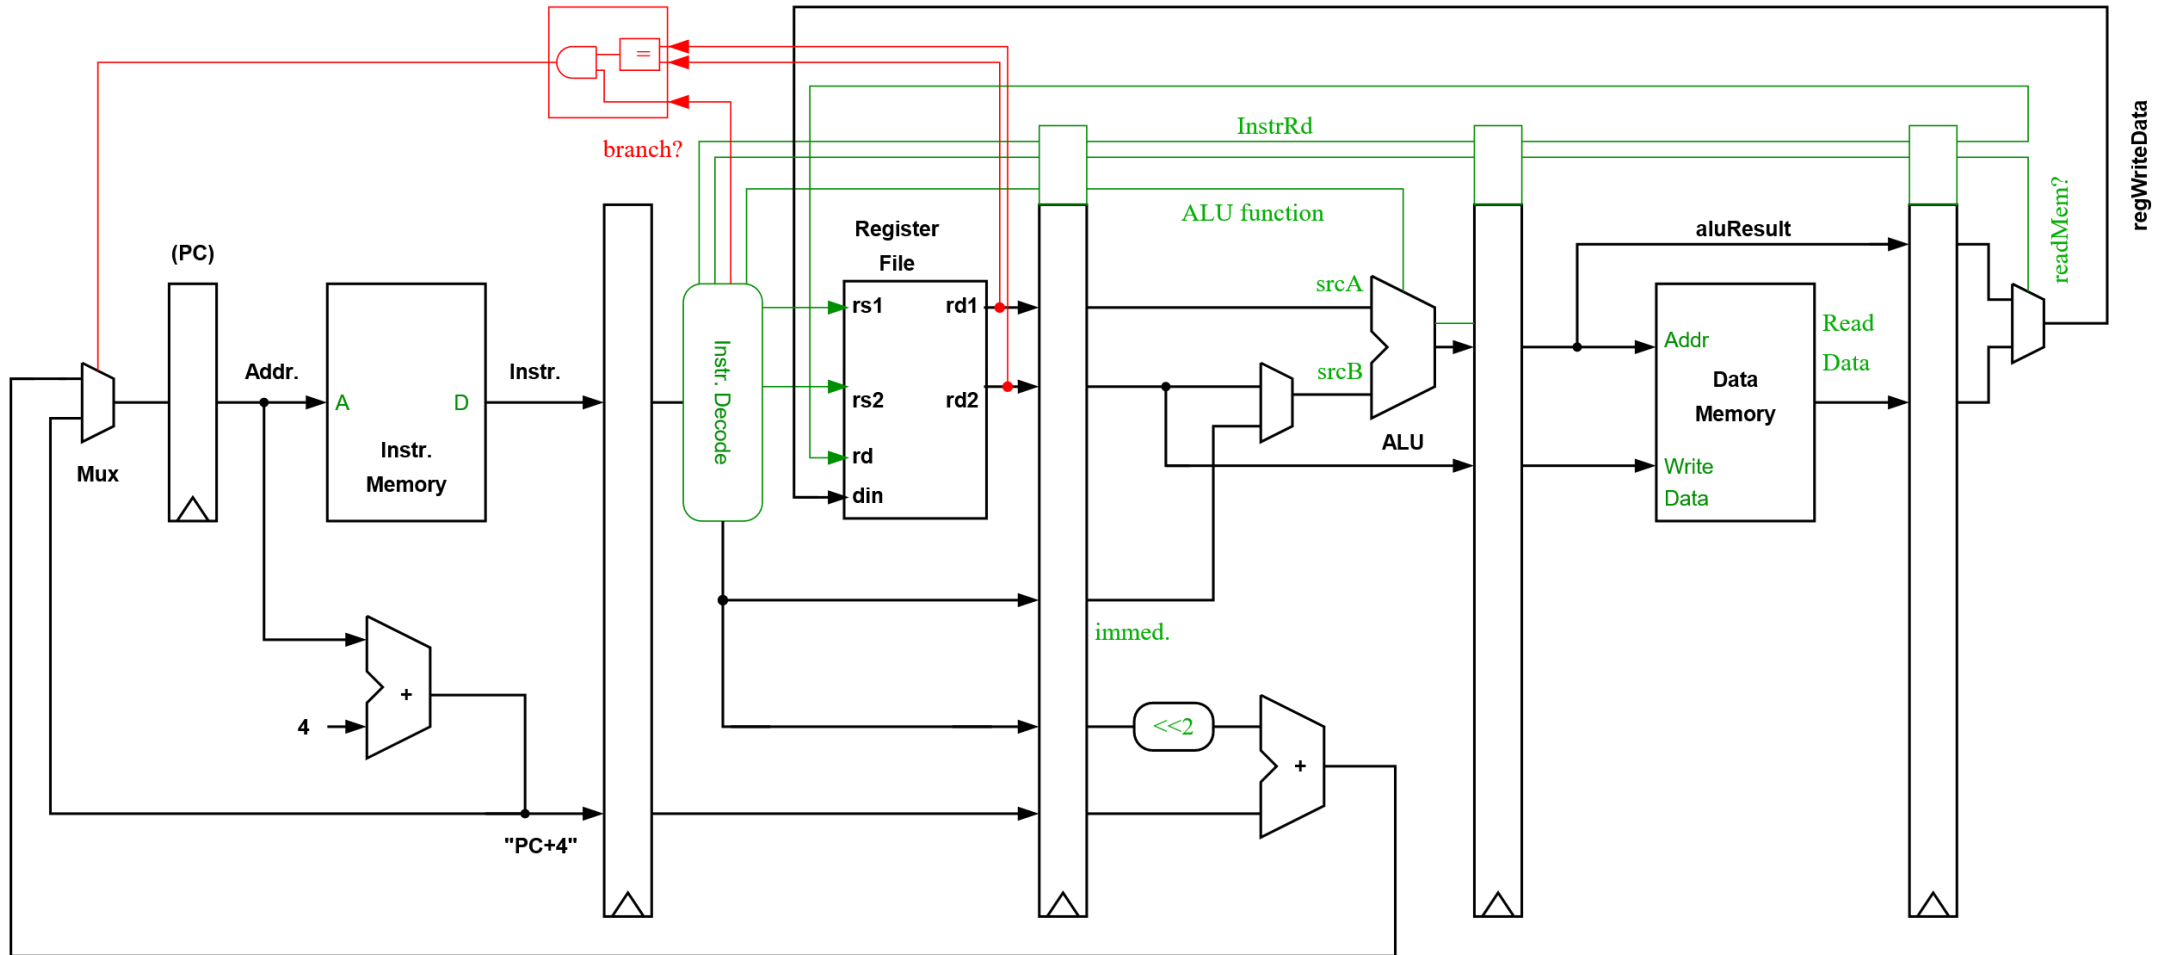 =
InstrRd
branch?
regWriteData
ALU function
readMem?
Register
File
aluResult
(PC)
srcA
rs1
rd1
Instr. Decode
Read
Data
Addr
Addr.
Instr.
srcB
Data
Memory
A
D
rs2
rd2
Instr.
Memory
ALU
Mux
rd
Write
Data
din
immed.
+
4
<<2
+
"PC+4"